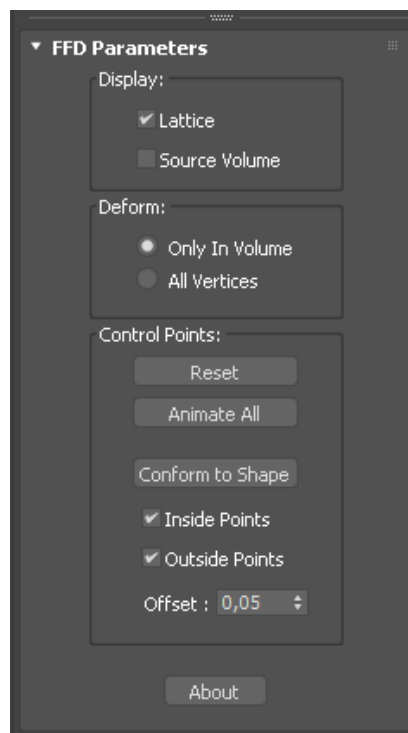 FFD Parameters
Display:
Lattice
Source Volume
Deform:
Only In Volume
All Vertices
Control Points:
Reset
Animate All
Conform to Shape
Inside Points
Outside Points
Offset : 0,05
About